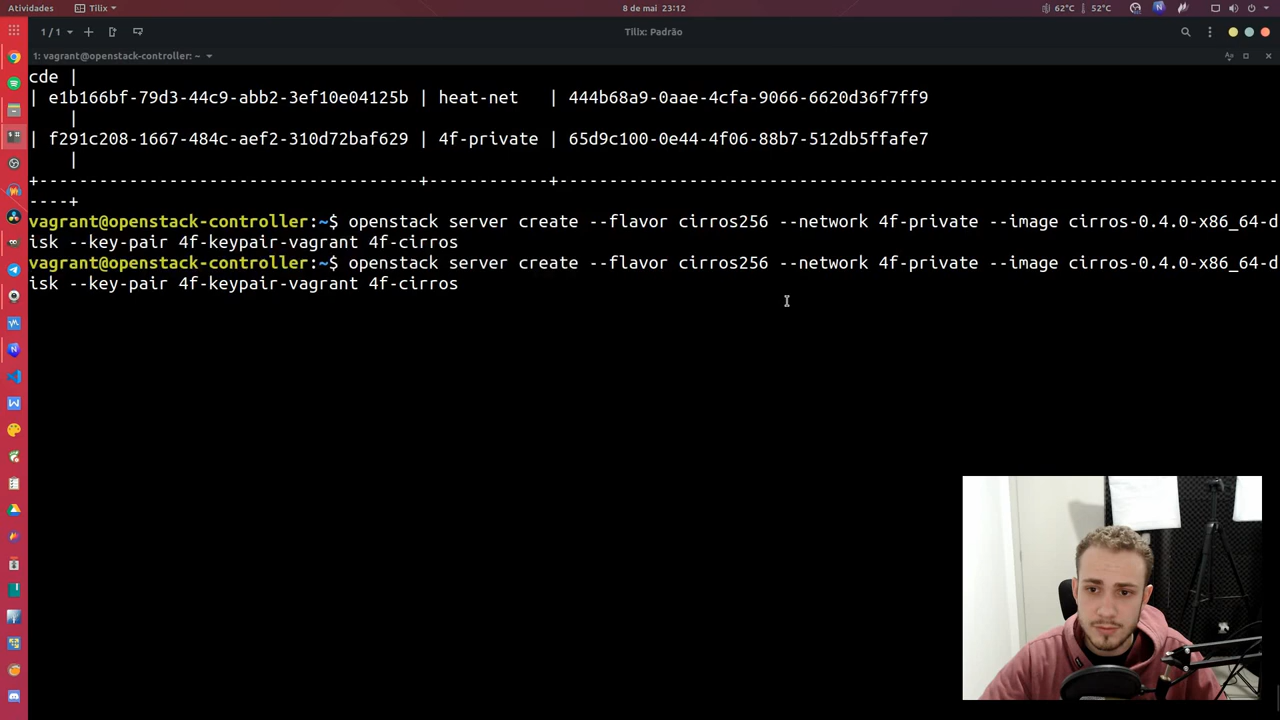 Atividades
Tilix
8 de mai 23:12
62°C
52°C
1 / 1
Tilix: Padrão
1: vagrant@openstack-controller: ~
cde |
| e1b166bf-79d3-44c9-abb2-3ef10e04125b | heat-net   | 444b68a9-0aae-4cfa-9066-6620d36f7ff9
    |
| f291c208-1667-484c-aef2-310d72baf629 | 4f-private | 65d9c100-0e44-4f06-88b7-512db5ffafe7
    |
+--------------------------------------+------------+------------------------------------------------------------------------
----+
vagrant@openstack-controller:~$ openstack server create --flavor cirros256 --network 4f-private --image cirros-0.4.0-x86_64-d
isk --key-pair 4f-keypair-vagrant 4f-cirros
vagrant@openstack-controller:~$ openstack server create --flavor cirros256 --network 4f-private --image cirros-0.4.0-x86_64-d
isk --key-pair 4f-keypair-vagrant 4f-cirros